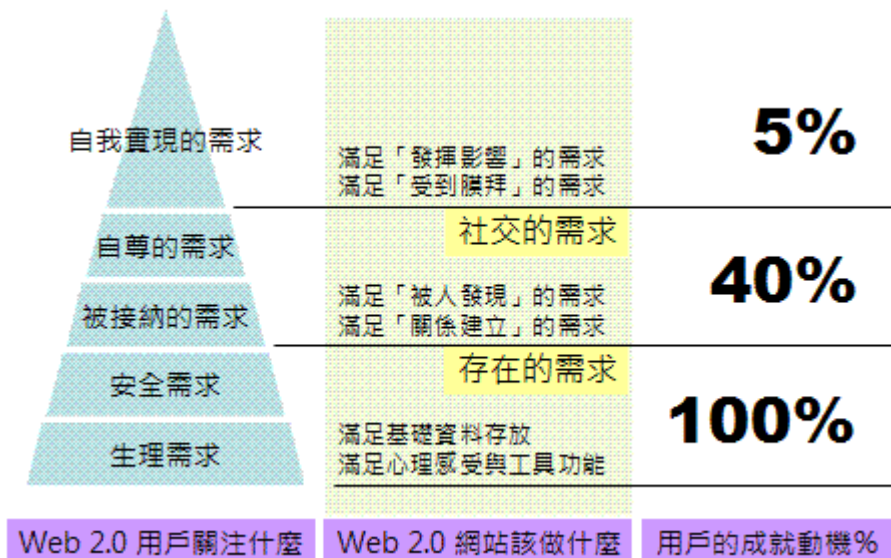 自我實現的需求
自尊的需求
被接納的需求
安全需求
生理需求
滿足「發揮影響」的需求
滿足「受到膜拜」的需求
社交的需求
滿足「被人發現」的需求
滿足「關係建立」的需求
存在的需求
滿足基礎資料存放
滿足心理感受與工具功能
5%
40%
100%
Web 2.0 用戶關注什麼
Web 2.0 網站該做什麼
用戶的成就動機%